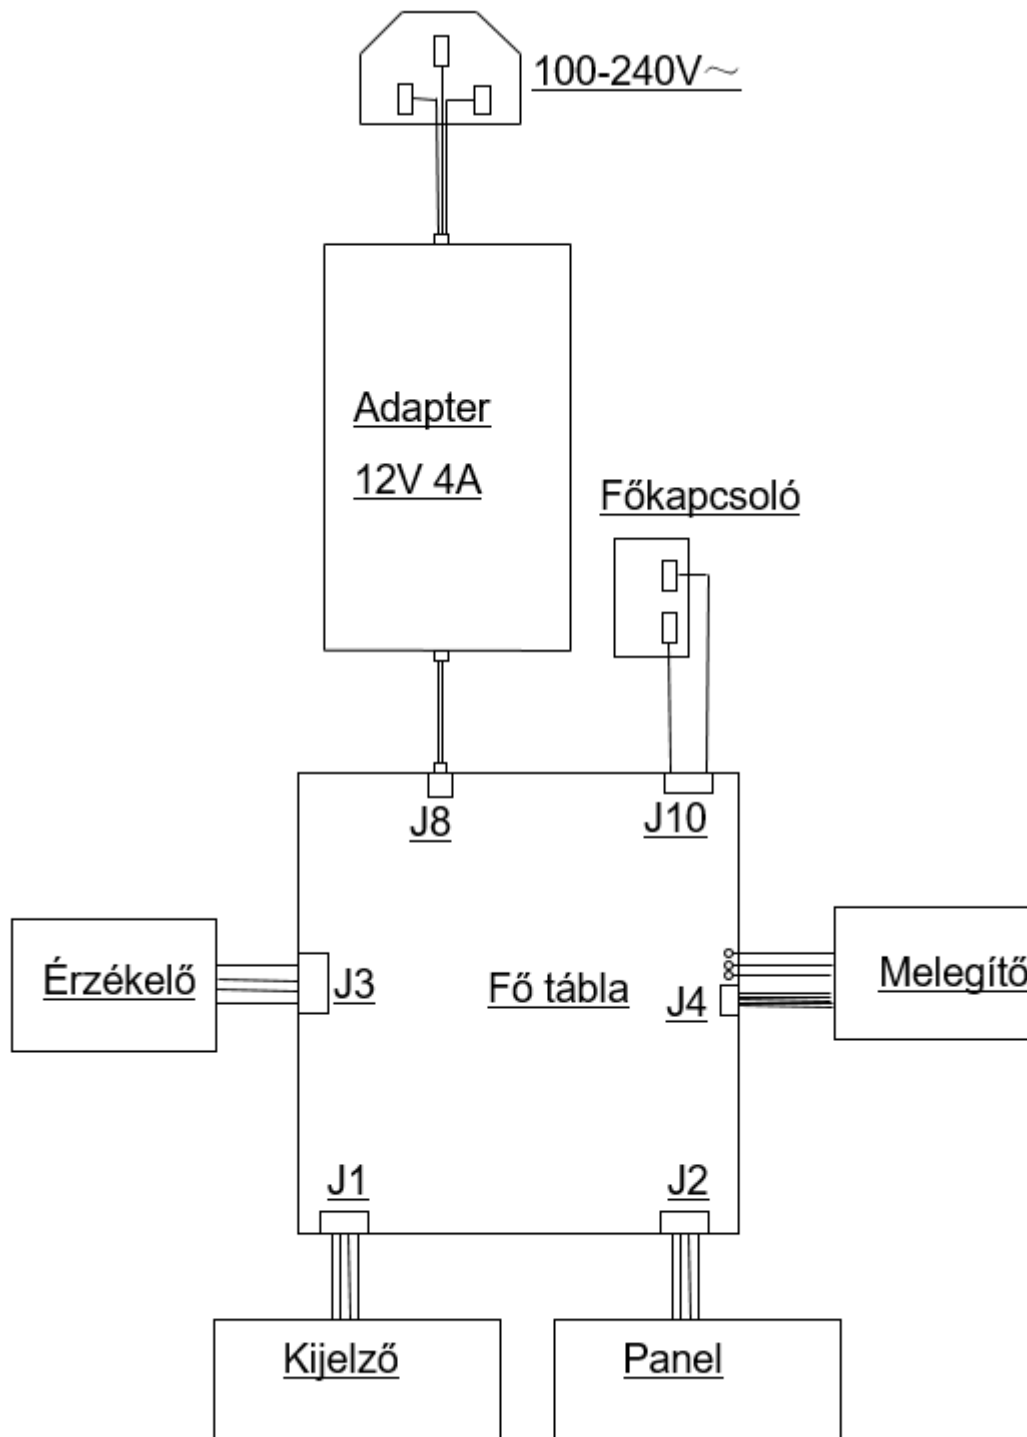 100-240V～
Adapter
12V 4A
Főkapcsoló
J8
J10
Érzékelő
J3
Fő tábla
J4
Melegítő
J1
J2
Kijelző
Panel